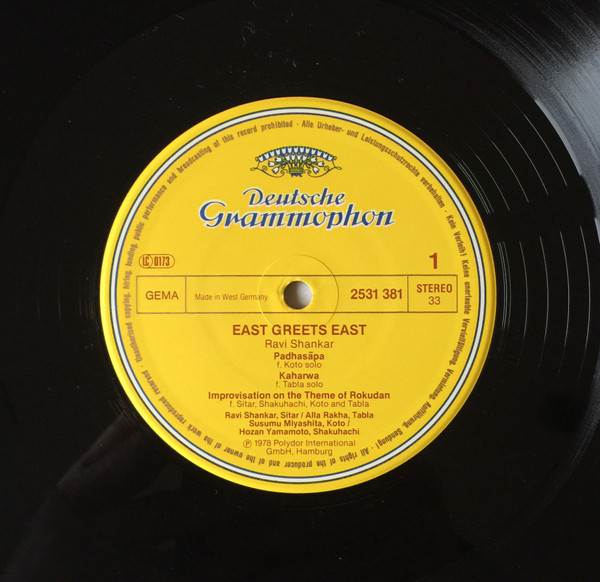 Unauthorised copying, hiring, lending, public performance and broadcasting of this record prohibited · Alle Urheber- und Leistungsschutzrechte vorbehalten · Kein Verleih! Keine unerlaubte Vervielfältigung, Vermietung, Aufführung, Sendung! · All rights of the producer and of the owner of the work reproduced reserved ·
Deutsche
Grammophon
LC 0173
1
GEMA
Made in West Germany
2531 381
STEREO
33
EAST GREETS EAST
Ravi Shankar
Padhasāpa
f. Koto solo
Kaharwa
f. Tabla solo
Improvisation on the Theme of Rokudan
f. Sitar, Shakuhachi, Koto and Tabla
Ravi Shankar, Sitar / Alla Rakha, Tabla
Susumu Miyashita, Koto /
Hozan Yamamoto, Shakuhachi
℗ 1978 Polydor International
GmbH, Hamburg